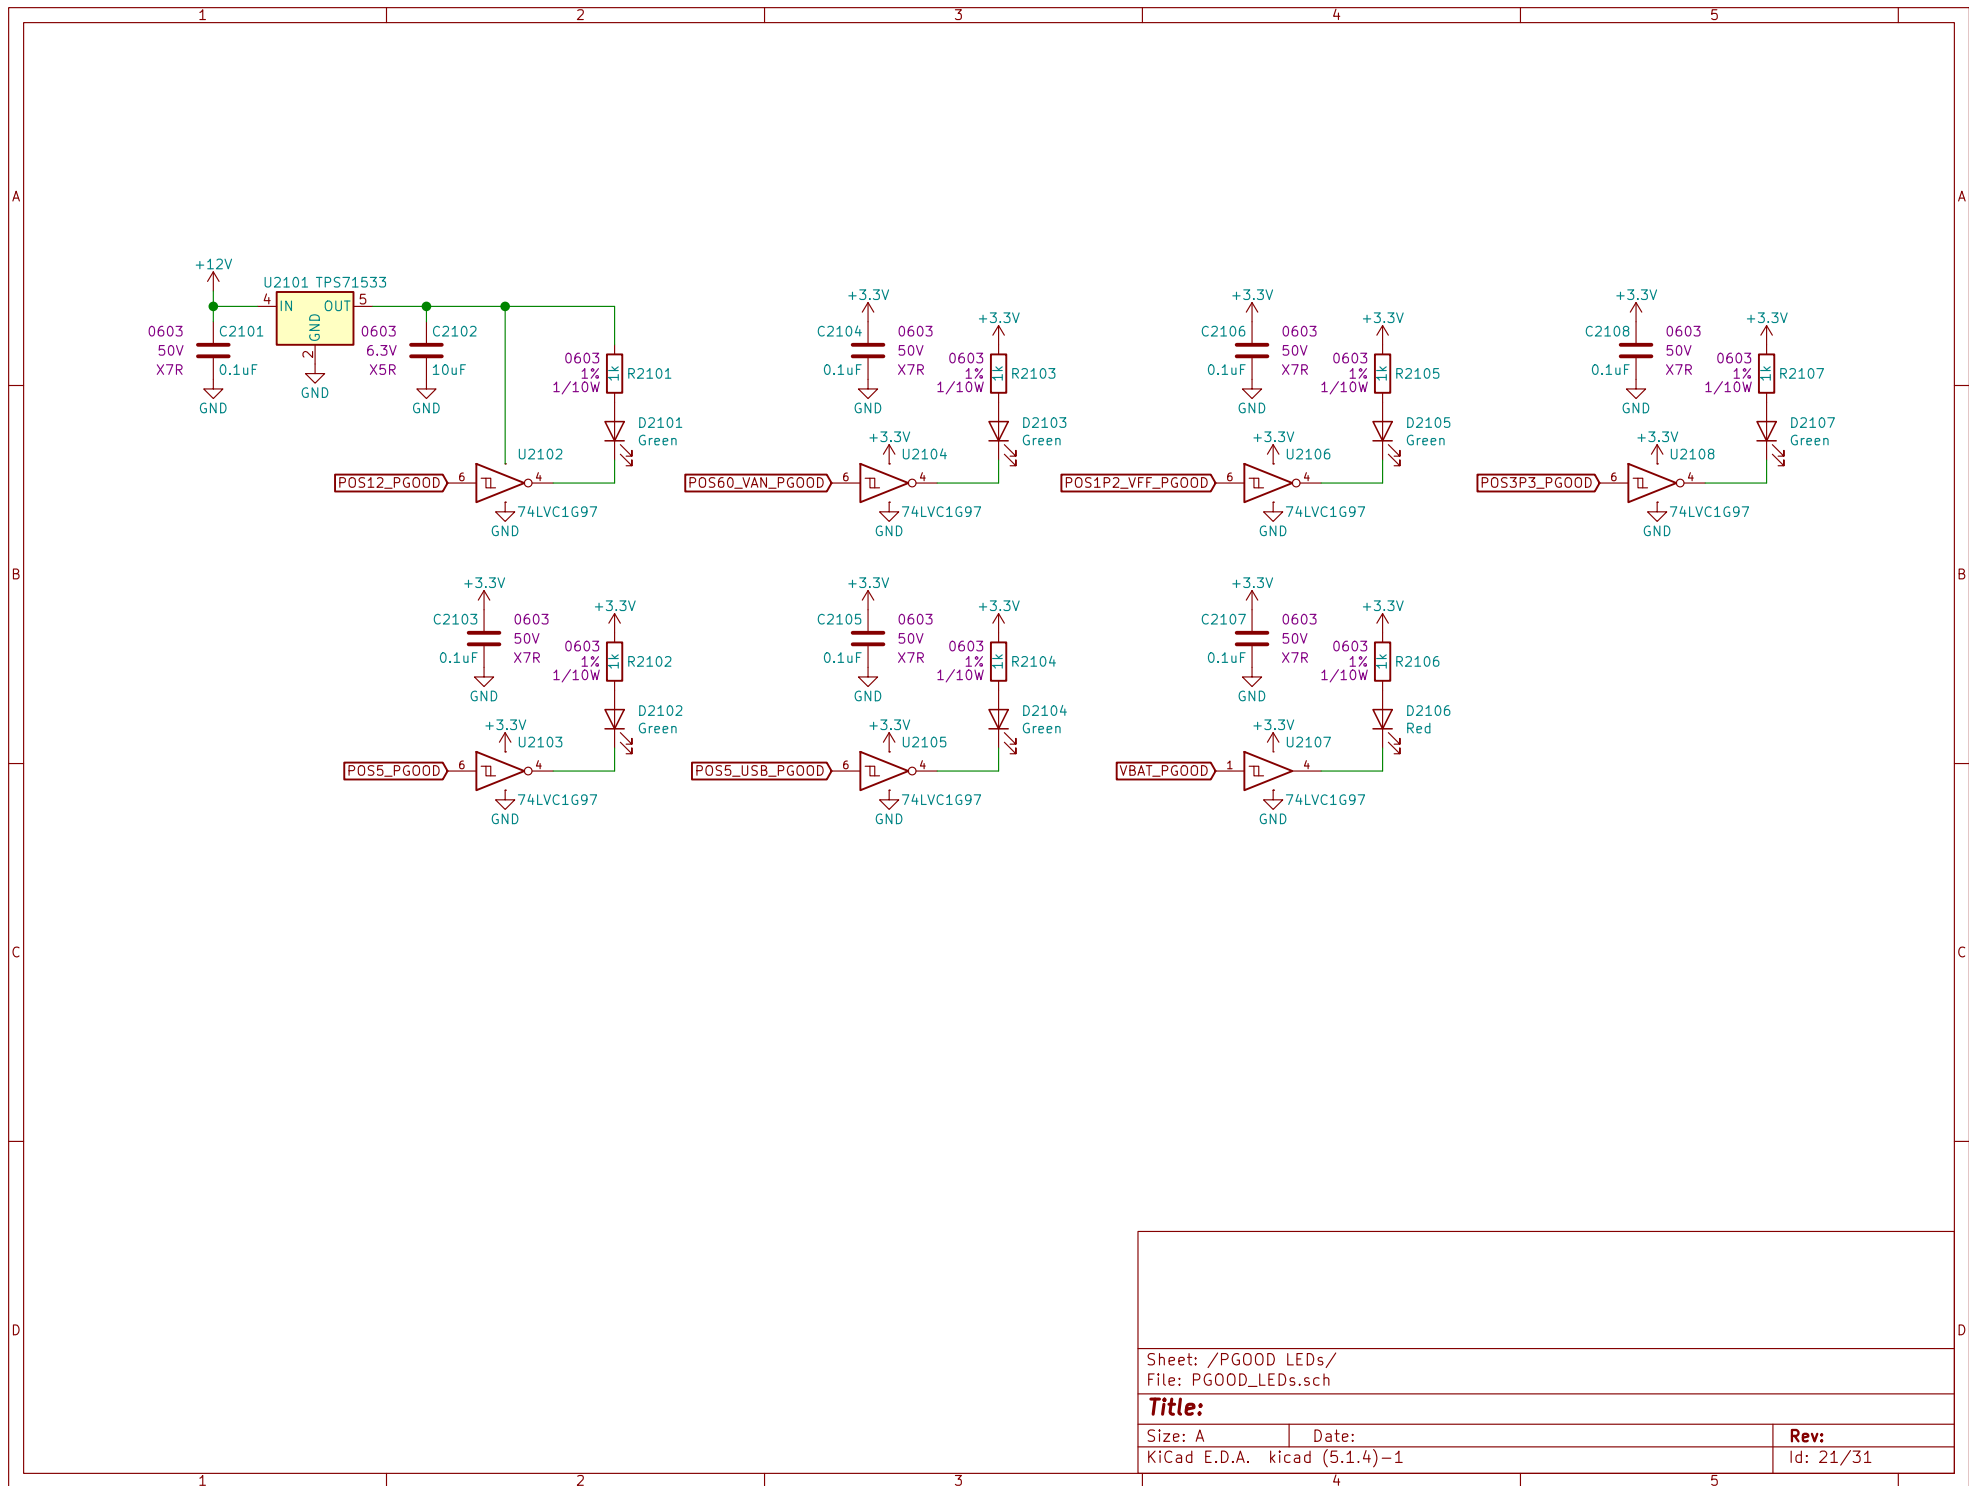 1 2 3 4 5
A A
+12V
U2101 TPS71533
4 IN OUT 5
GND
2
GND
0603 C2101
50V
X7R 0.1uF
GND
0603 C2102
6.3V
X5R 10uF
GND
0603
1%
1/10W
1k R2101
D2101
Green
U2102
POS12_PGOOD 6 4
74LVC1G97
GND
+3.3V
C2104 0603
50V
0.1uF X7R
GND
+3.3V
0603
1%
1/10W
1k R2103
D2103
Green
+3.3V
U2104
POS60_VAN_PGOOD 6 4
74LVC1G97
GND
+3.3V
C2106 0603
50V
0.1uF X7R
GND
+3.3V
0603
1%
1/10W
1k R2105
D2105
Green
+3.3V
U2106
POS1P2_VFF_PGOOD 6 4
74LVC1G97
GND
+3.3V
C2108 0603
50V
0.1uF X7R
GND
+3.3V
0603
1%
1/10W
1k R2107
D2107
Green
+3.3V
U2108
POS3P3_PGOOD 6 4
74LVC1G97
GND
B B
+3.3V
C2103 0603
50V
0.1uF X7R
GND
+3.3V
0603
1%
1/10W
1k R2102
D2102
Green
+3.3V
U2103
POS5_PGOOD 6 4
74LVC1G97
GND
+3.3V
C2105 0603
50V
0.1uF X7R
GND
+3.3V
0603
1%
1/10W
1k R2104
D2104
Green
+3.3V
U2105
POS5_USB_PGOOD 6 4
74LVC1G97
GND
+3.3V
C2107 0603
50V
0.1uF X7R
GND
+3.3V
0603
1%
1/10W
1k R2106
D2106
Red
+3.3V
U2107
VBAT_PGOOD 1 4
74LVC1G97
GND
C C
D D
Sheet: /PGOOD LEDs/
File: PGOOD_LEDs.sch
Title:
Size: A Date: Rev:
KiCad E.D.A. kicad (5.1.4)-1 Id: 21/31
1 2 3 4 5